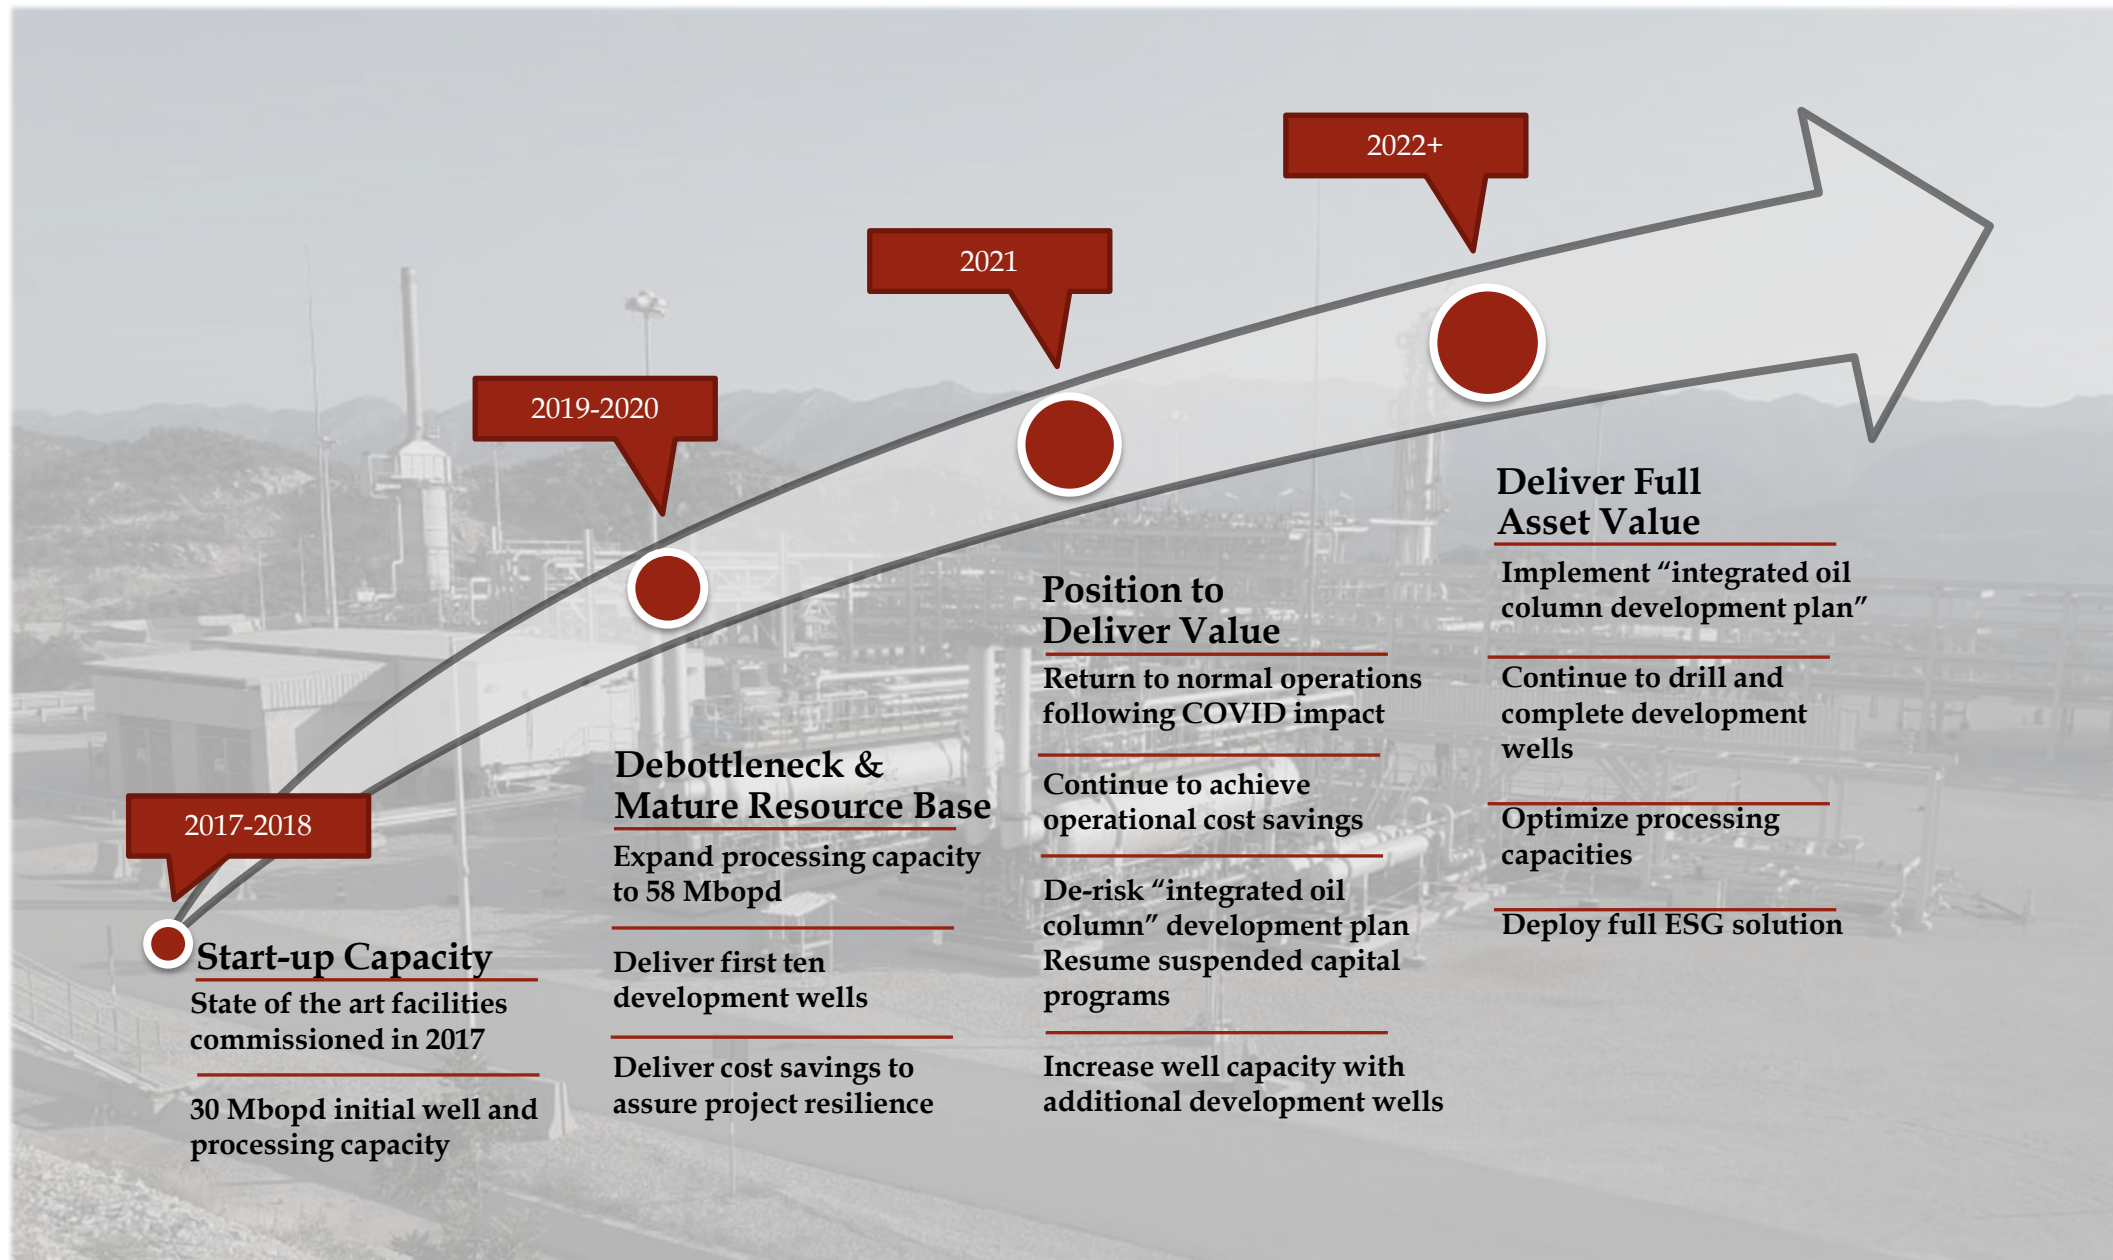 2017-2018
Start-up Capacity
State of the art facilities
commissioned in 2017
30 Mbopd initial well and
processing capacity
2019-2020
Debottleneck &
Mature Resource Base
Expand processing capacity
to 58 Mbopd
Deliver first ten
development wells
Deliver cost savings to
assure project resilience
2021
Position to
Deliver Value
Return to normal operations
following COVID impact
Continue to achieve
operational cost savings
De-risk “integrated oil
column” development plan
Resume suspended capital
programs
Increase well capacity with
additional development wells
2022+
Deliver Full
Asset Value
Implement “integrated oil
column development plan”
Continue to drill and
complete development
wells
Optimize processing
capacities
Deploy full ESG solution